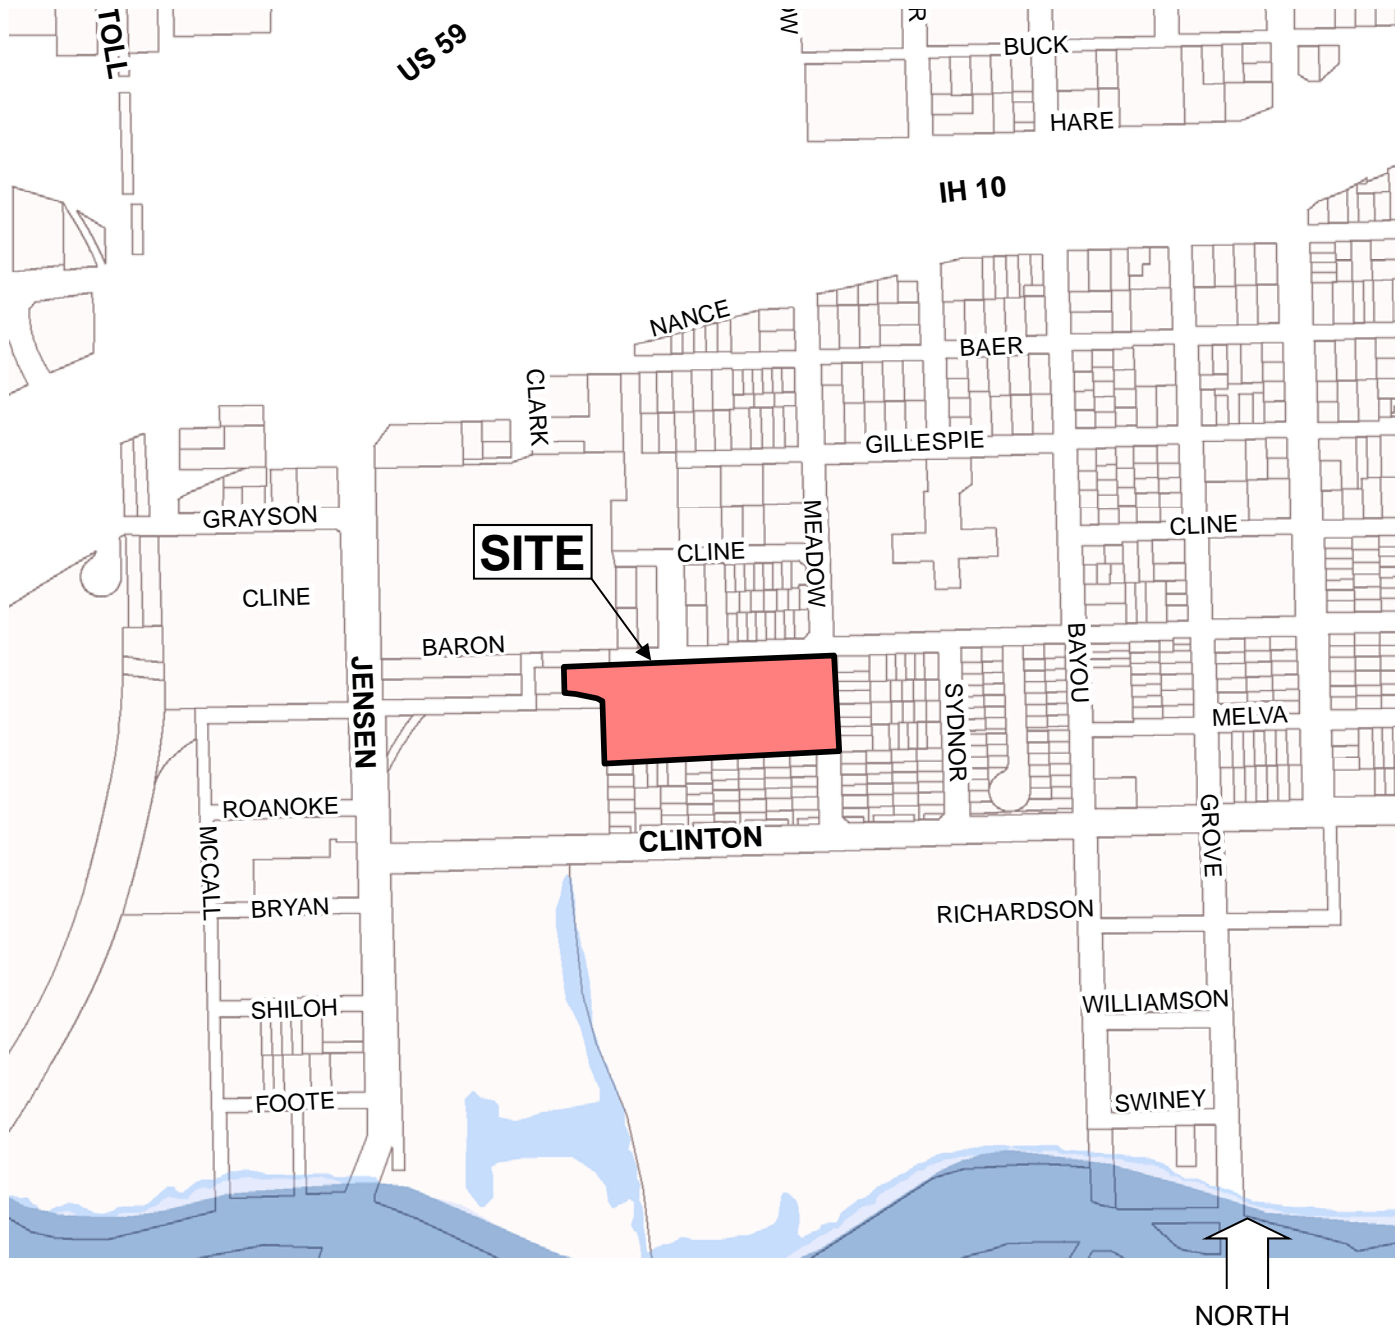 TOLL
US 59
OW
R
BUCK
HARE
IH 10
NANCE
BAER
CLARK
GILLESPIE
GRAYSON
SITE
CLINE
MEADOW
CLINE
CLINE
BARON
BAYOU
JENSEN
SYDNOR
MELVA
ROANOKE
CLINTON
GROVE
MCCALL
BRYAN
RICHARDSON
SHILOH
WILLIAMSON
FOOTE
SWINEY
NORTH